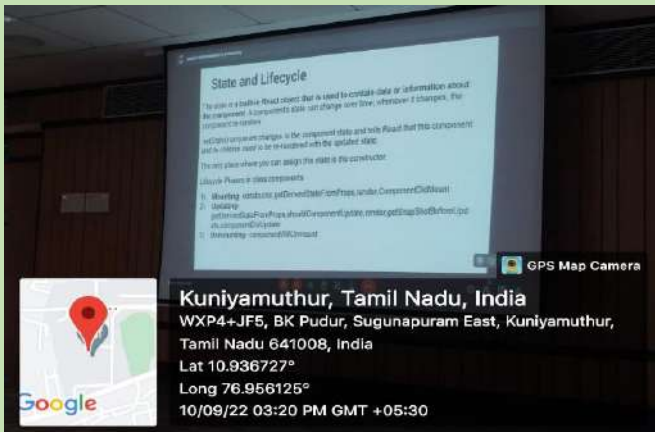 State and Lifecycle
The state is a built-in React object that is used to contain data or information about
the component. A component's state can change over time; whenever it changes, the
component re-renders.
setState() enqueues changes to the component state and tells React that this component
and its children need to be re-rendered with the updated state.
The only place where you can assign this.state is the constructor.
Lifecycle Phases in class components
1) Mounting- constructor,getDerivedStateFromProps,render,ComponentDidMount
2) Updating-
getDerivedStateFromProps,shouldComponentUpdate,render,getSnapShotBeforeUpd
ate,componentDidUpdate
3) Unmounting- componentWillUnmount
GPS Map Camera
Kuniyamuthur, Tamil Nadu, India
WXP4+JF5, BK Pudur, Sugunapuram East, Kuniyamuthur,
Tamil Nadu 641008, India
Lat 10.936727°
Long 76.956125°
10/09/22 03:20 PM GMT +05:30
Google